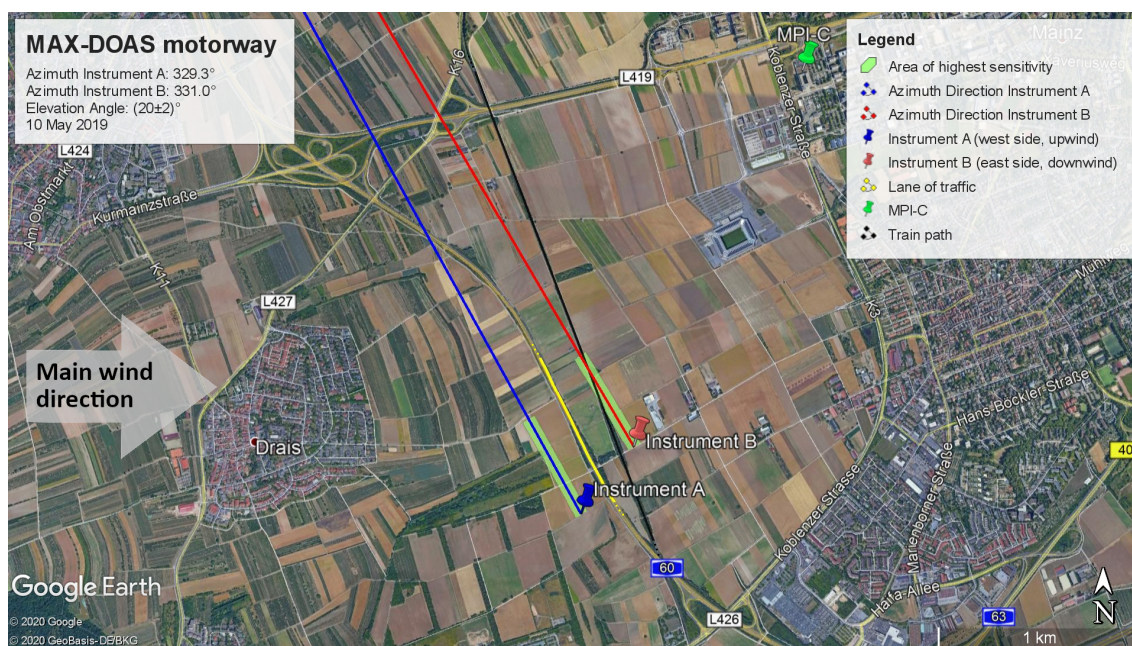 MAX-DOAS motorway
Azimuth Instrument A: 329.3°
Azimuth Instrument B: 331.0°
Elevation Angle: (20±2)°
10 May 2019
Legend
Area of highest sensitivity
Azimuth Direction Instrument A
Azimuth Direction Instrument B
Instrument A (west side, upwind)
Instrument B (east side, downwind)
Lane of traffic
MPI-C
Train path
MPI-C
Mainz
K16
L419
Koblenzer-Straße
L424
Am Obstmarkt
Kurmainzstraße
K11
L427
K3
Main wind
direction
Drais
Hans-Böckler-Straße
Instrument B
40
Instrument A
Koblenzer-Strasse
Marienborner-Straße
60
Haifa-Allee
Google Earth
© 2020 Google
© 2020 GeoBasis-DE/BKG
L426
63
N
1 km